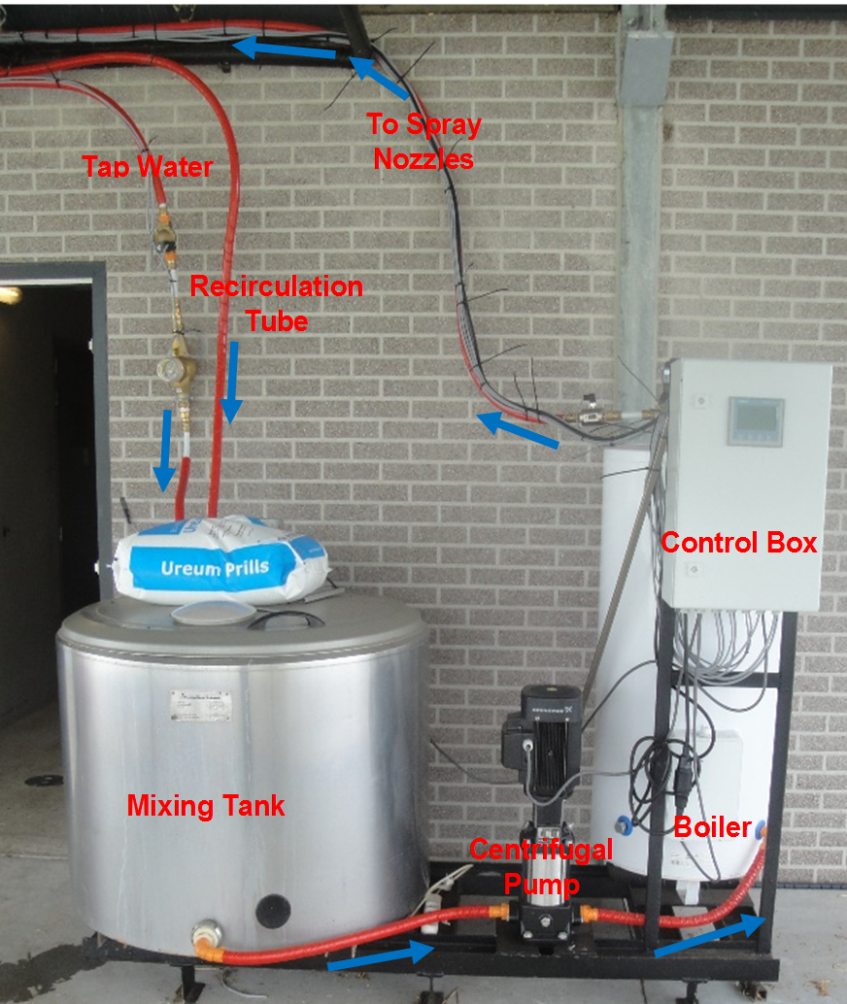 To Spray
Nozzles
Tap Water
Recirculation
Tube
Ureum Prills
Control Box
Mixing Tank
Boiler
Centrifugal
Pump